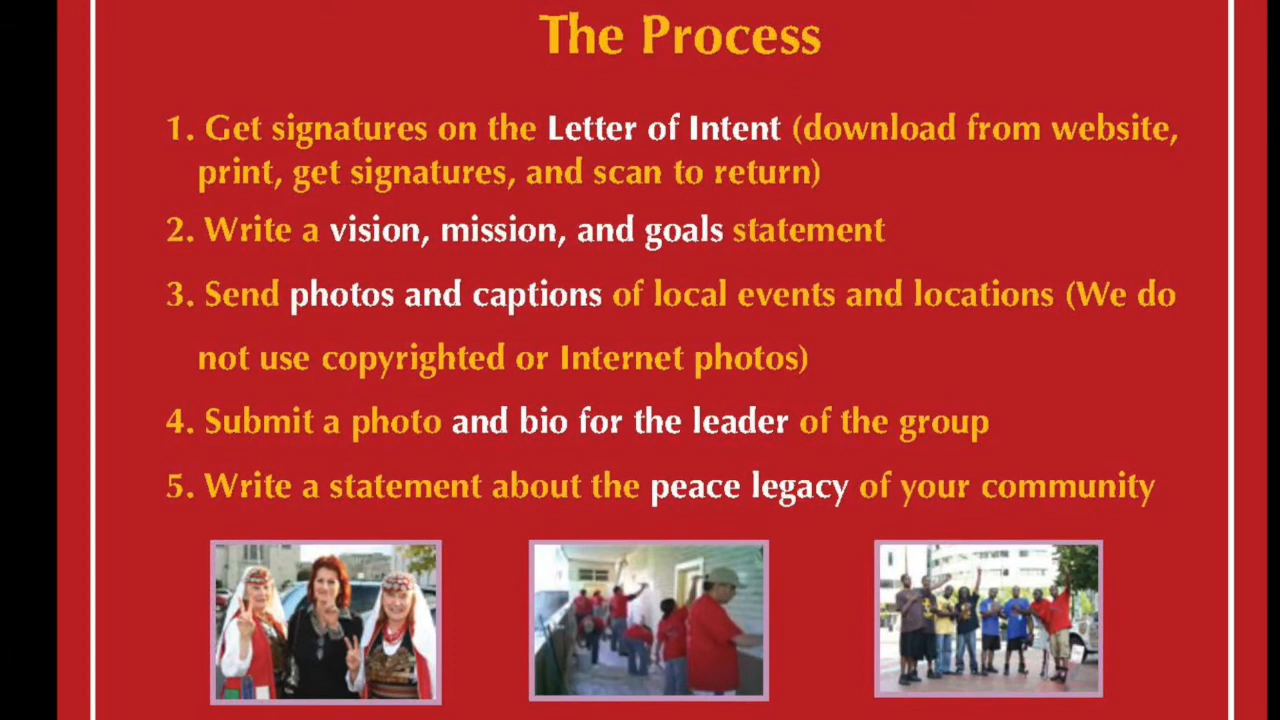 The Process
1. Get signatures on the Letter of Intent (download from website,
print, get signatures, and scan to return)
2. Write a vision, mission, and goals statement
3. Send photos and captions of local events and locations (We do
not use copyrighted or Internet photos)
4. Submit a photo and bio for the leader of the group
5. Write a statement about the peace legacy of your community